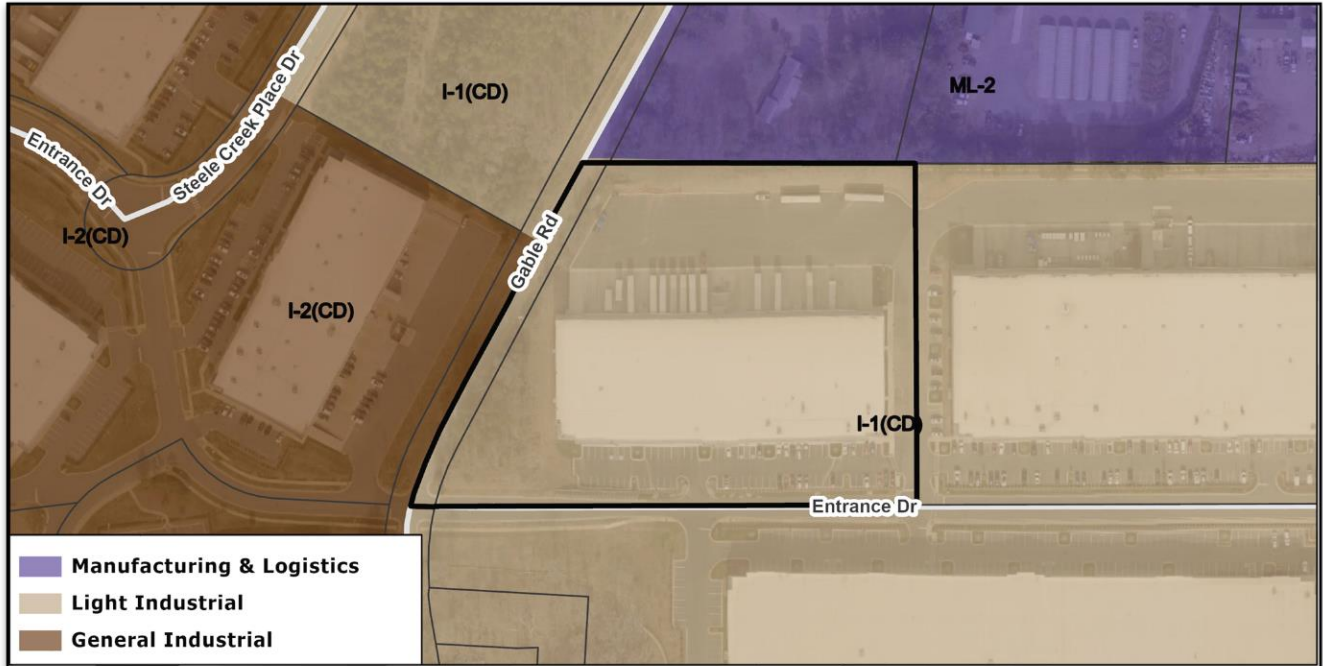 I-1(CD)
ML-2
Steele Creek Place Dr
Entrance Dr
I-2(CD)
Gable Rd
I-2(CD)
I-1(CD)
Entrance Dr
Manufacturing & Logistics
Light Industrial
General Industrial